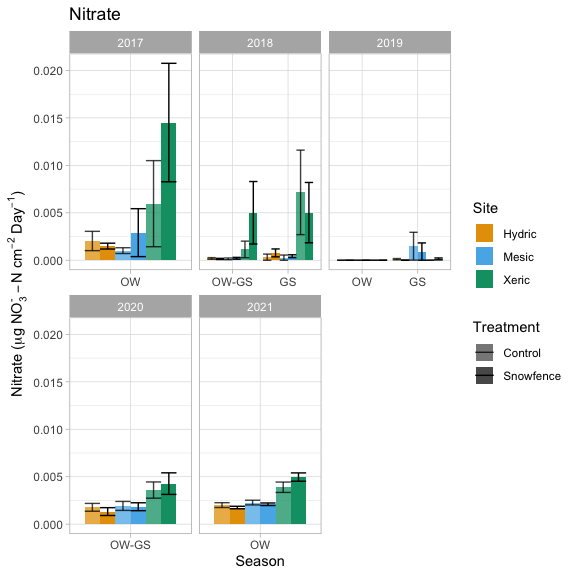 Nitrate
2017
2018
2019
0.020
0.015
0.010
0.005
0.000
OW
OW-GS
GS
OW
GS
2020
2021
0.020
0.015
0.010
0.005
0.000
OW-GS
OW
Season
Nitrate (μg NO₃⁻ – N cm⁻² Day⁻¹)
Site
Hydric
Mesic
Xeric
Treatment
Control
Snowfence